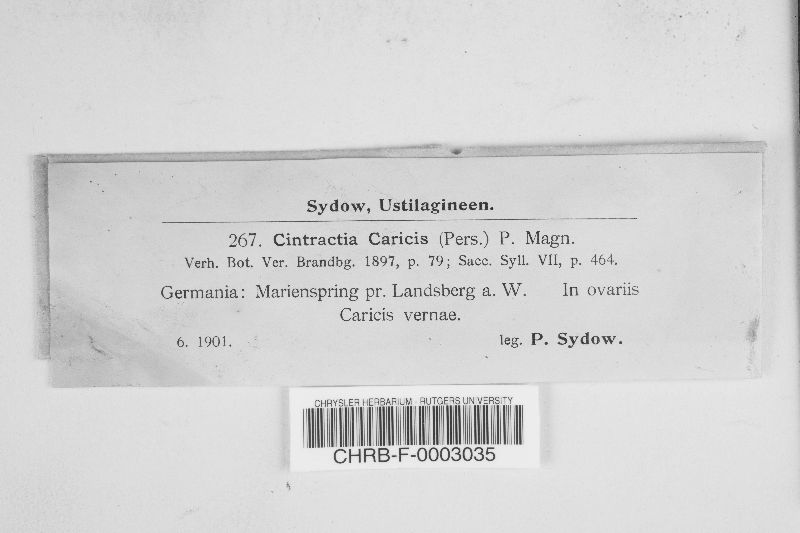 Sydow, Ustilagineen.
267. Cintractia Caricis (Pers.) P. Magn.
Verh. Bot. Ver. Brandbg. 1897, p. 79; Sacc. Syll. VII, p. 464.
Germania: Marienspring pr. Landsberg a. W. In ovariis
Caricis vernae.
6. 1901. leg. P. Sydow.
CHRYSLER HERBARIUM - RUTGERS UNIVERSITY
CHRB-F-0003035